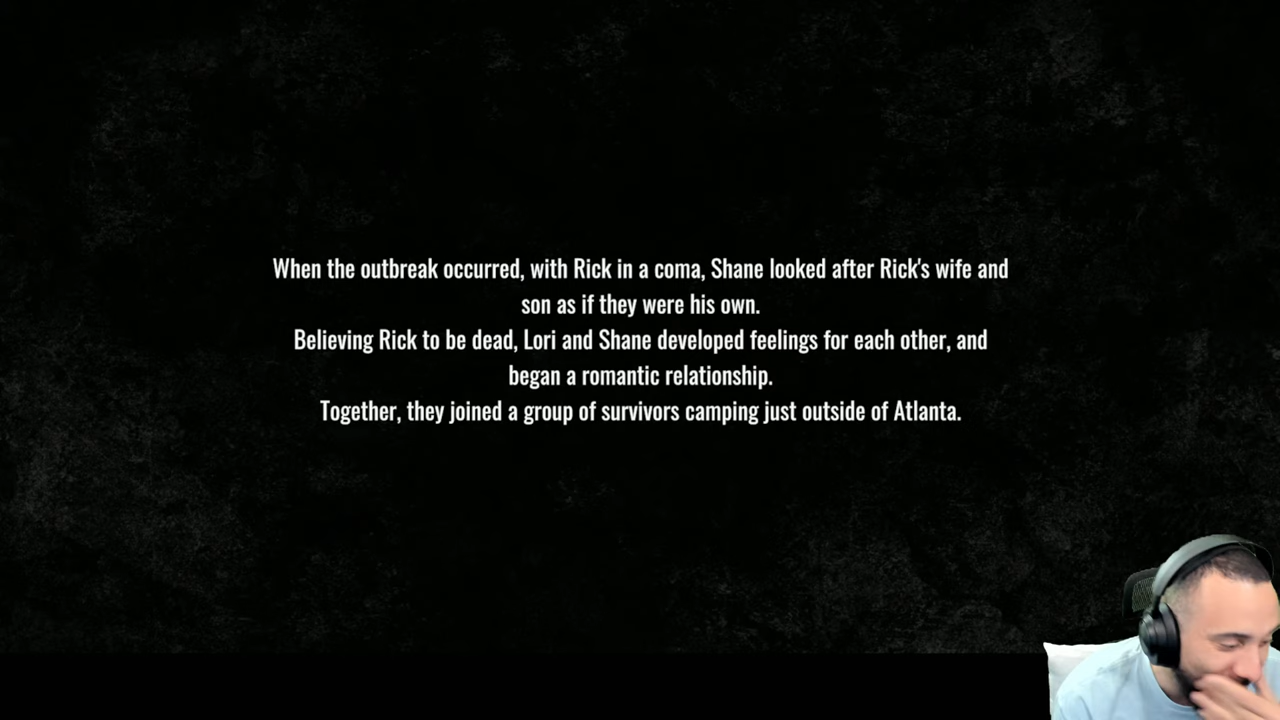 When the outbreak occurred, with Rick in a coma, Shane looked after Rick's wife and
son as if they were his own.
Believing Rick to be dead, Lori and Shane developed feelings for each other, and
began a romantic relationship.
Together, they joined a group of survivors camping just outside of Atlanta.